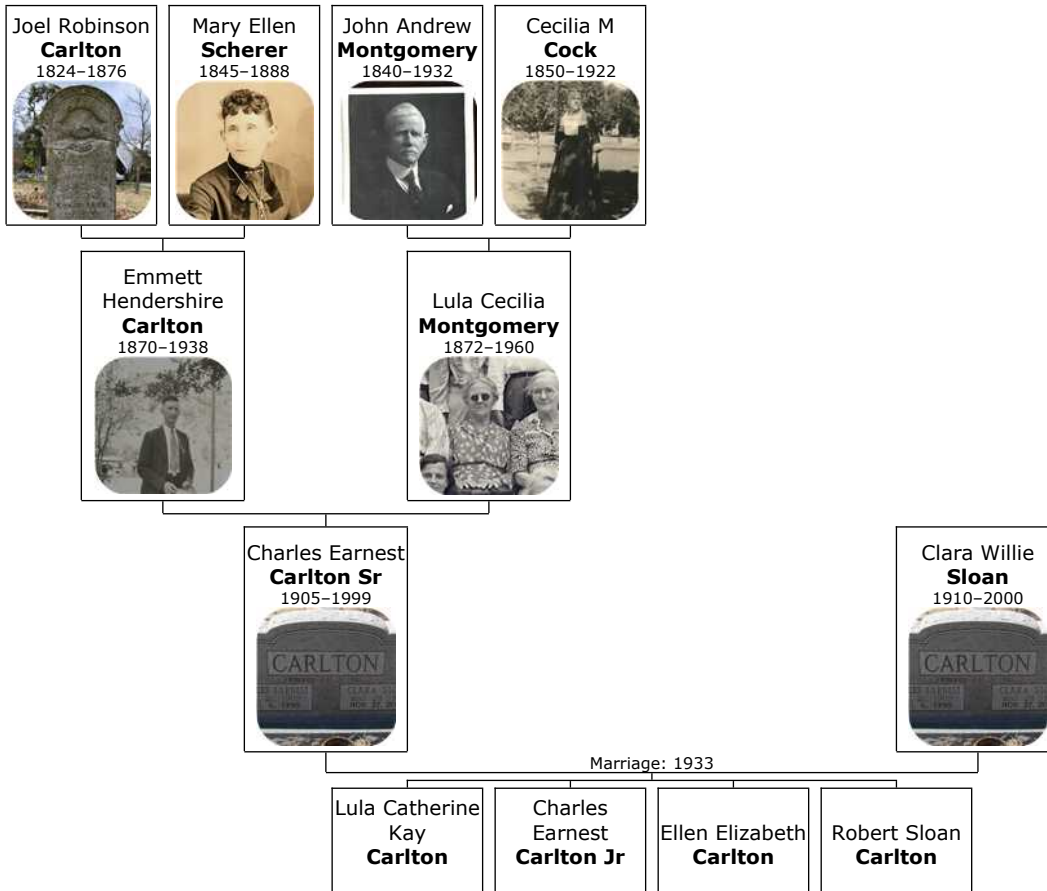 Joel Robinson
Carlton
1824–1876
Mary Ellen
Scherer
1845–1888
John Andrew
Montgomery
1840–1932
Cecilia M
Cock
1850–1922
Emmett
Hendershire
Carlton
1870–1938
Lula Cecilia
Montgomery
1872–1960
Charles Earnest
Carlton Sr
1905–1999
CARLTON
Clara Willie
Sloan
1910–2000
CARLTON
Marriage: 1933
Lula Catherine
Kay
Carlton
Charles
Earnest
Carlton Jr
Ellen Elizabeth
Carlton
Robert Sloan
Carlton